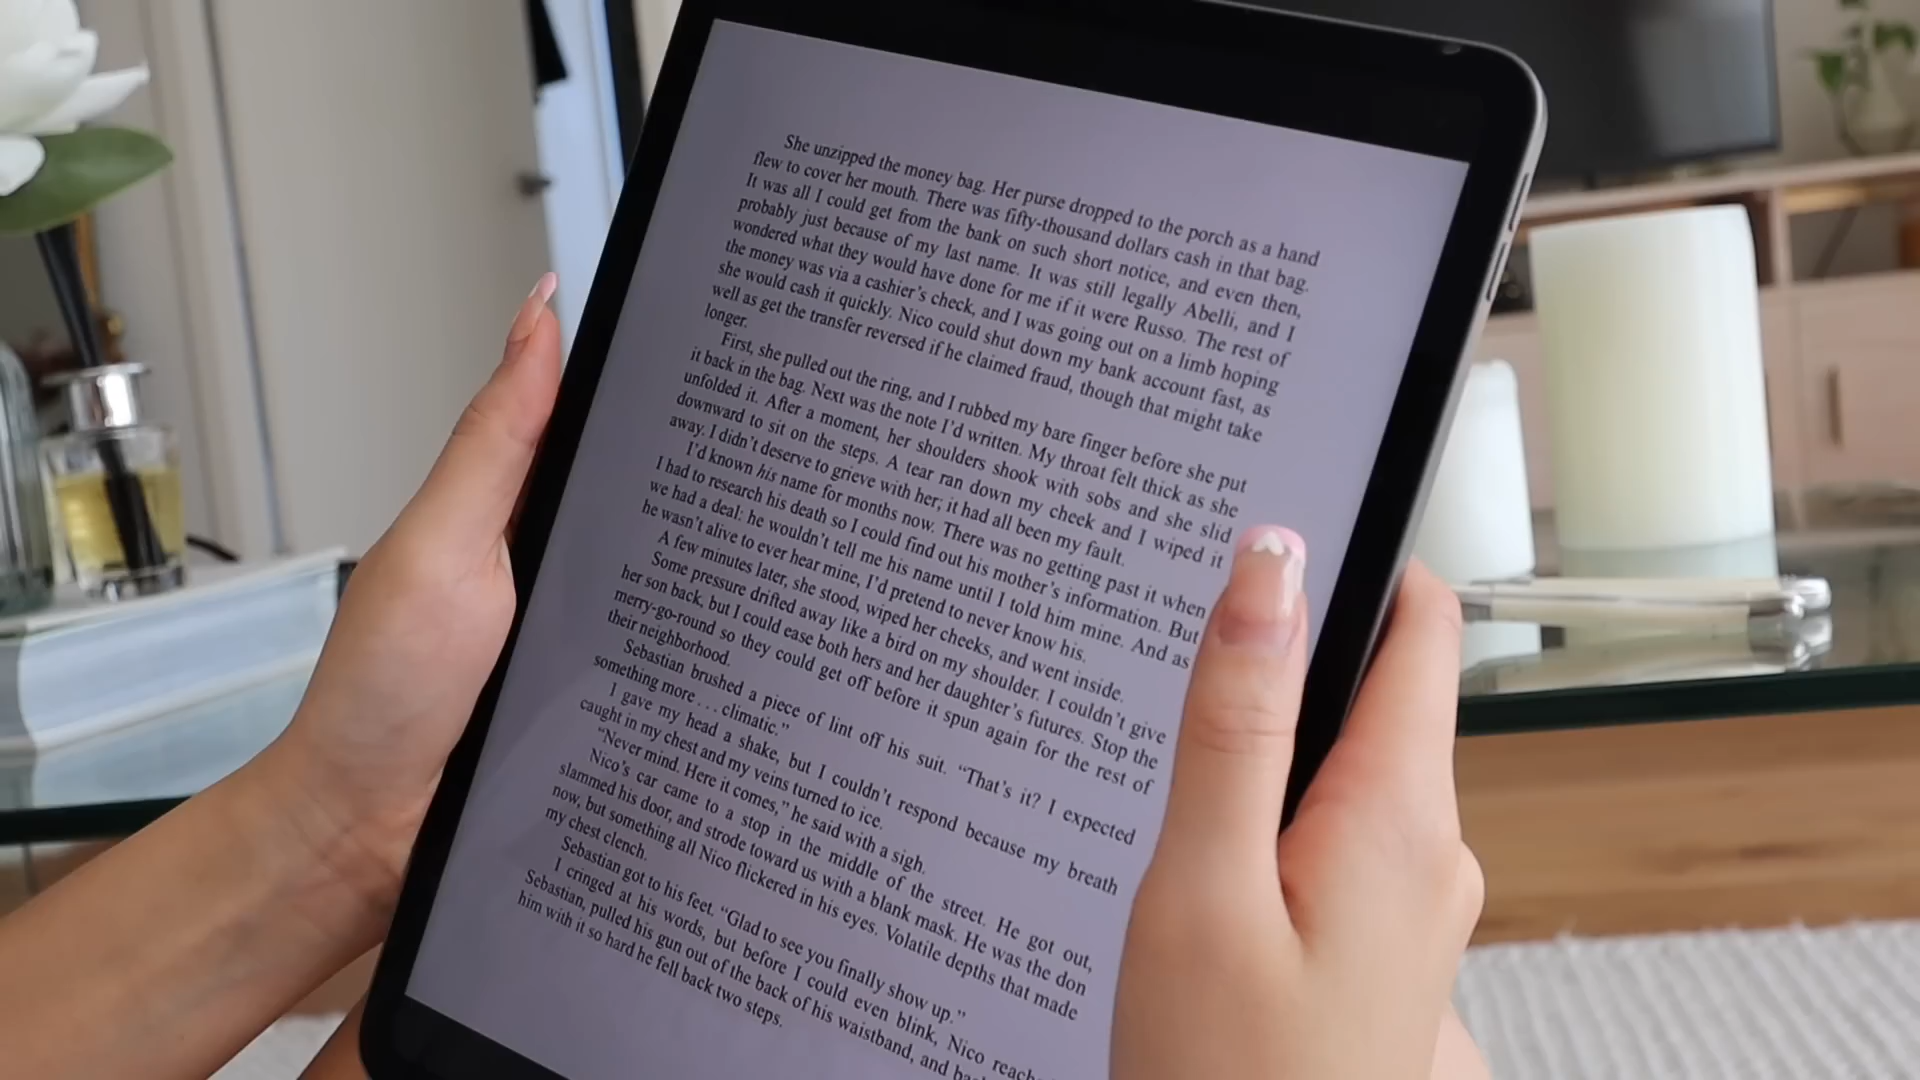 She unzipped the money bag. Her purse dropped to the porch as a hand
flew to cover her mouth. There was fifty-thousand dollars cash in that bag.
It was all I could get from the bank on such short notice, and even then,
probably just because of my last name. It was still legally Abelli, and I
wondered what they would have done for me if it were Russo. The rest of
the money was via a cashier's check, and I was going out on a limb hoping
she would cash it quickly. Nico could shut down my bank account fast, as
well as get the transfer reversed if he claimed fraud, though that might take
longer.
First, she pulled out the ring, and I rubbed my bare finger before she put
it back in the bag. Next was the note I'd written. My throat felt thick as she
unfolded it. After a moment, her shoulders shook with sobs and she slid
downward to sit on the steps. A tear ran down my cheek and I wiped it
away. I didn't deserve to grieve with her; it had all been my fault.
I'd known his name for months now. There was no getting past it when
I had to research his death so I could find out his mother's information. But
we had a deal: he wouldn't tell me his name until I told him mine. And as
he wasn't alive to ever hear mine, I'd pretend to never know his.
A few minutes later, she stood, wiped her cheeks, and went inside.
Some pressure drifted away like a bird on my shoulder. I couldn't give
her son back, but I could ease both hers and her daughter's futures. Stop the
merry-go-round so they could get off before it spun again for the rest of
their neighborhood.
Sebastian brushed a piece of lint off his suit. “That's it? I expected
something more . . . climatic.”
I gave my head a shake, but I couldn't respond because my breath
caught in my chest and my veins turned to ice.
“Never mind. Here it comes,” he said with a sigh.
Nico's car came to a stop in the middle of the street. He got out,
slammed his door, and strode toward us with a blank mask. He was the don
now, but something all Nico flickered in his eyes. Volatile depths that made
my chest clench.
Sebastian got to his feet. “Glad to see you finally show up.”
I cringed at his words, but before I could even blink, Nico
Sebastian, pulled his gun out of the back of his waistband, and
him with it so hard he fell back two steps.